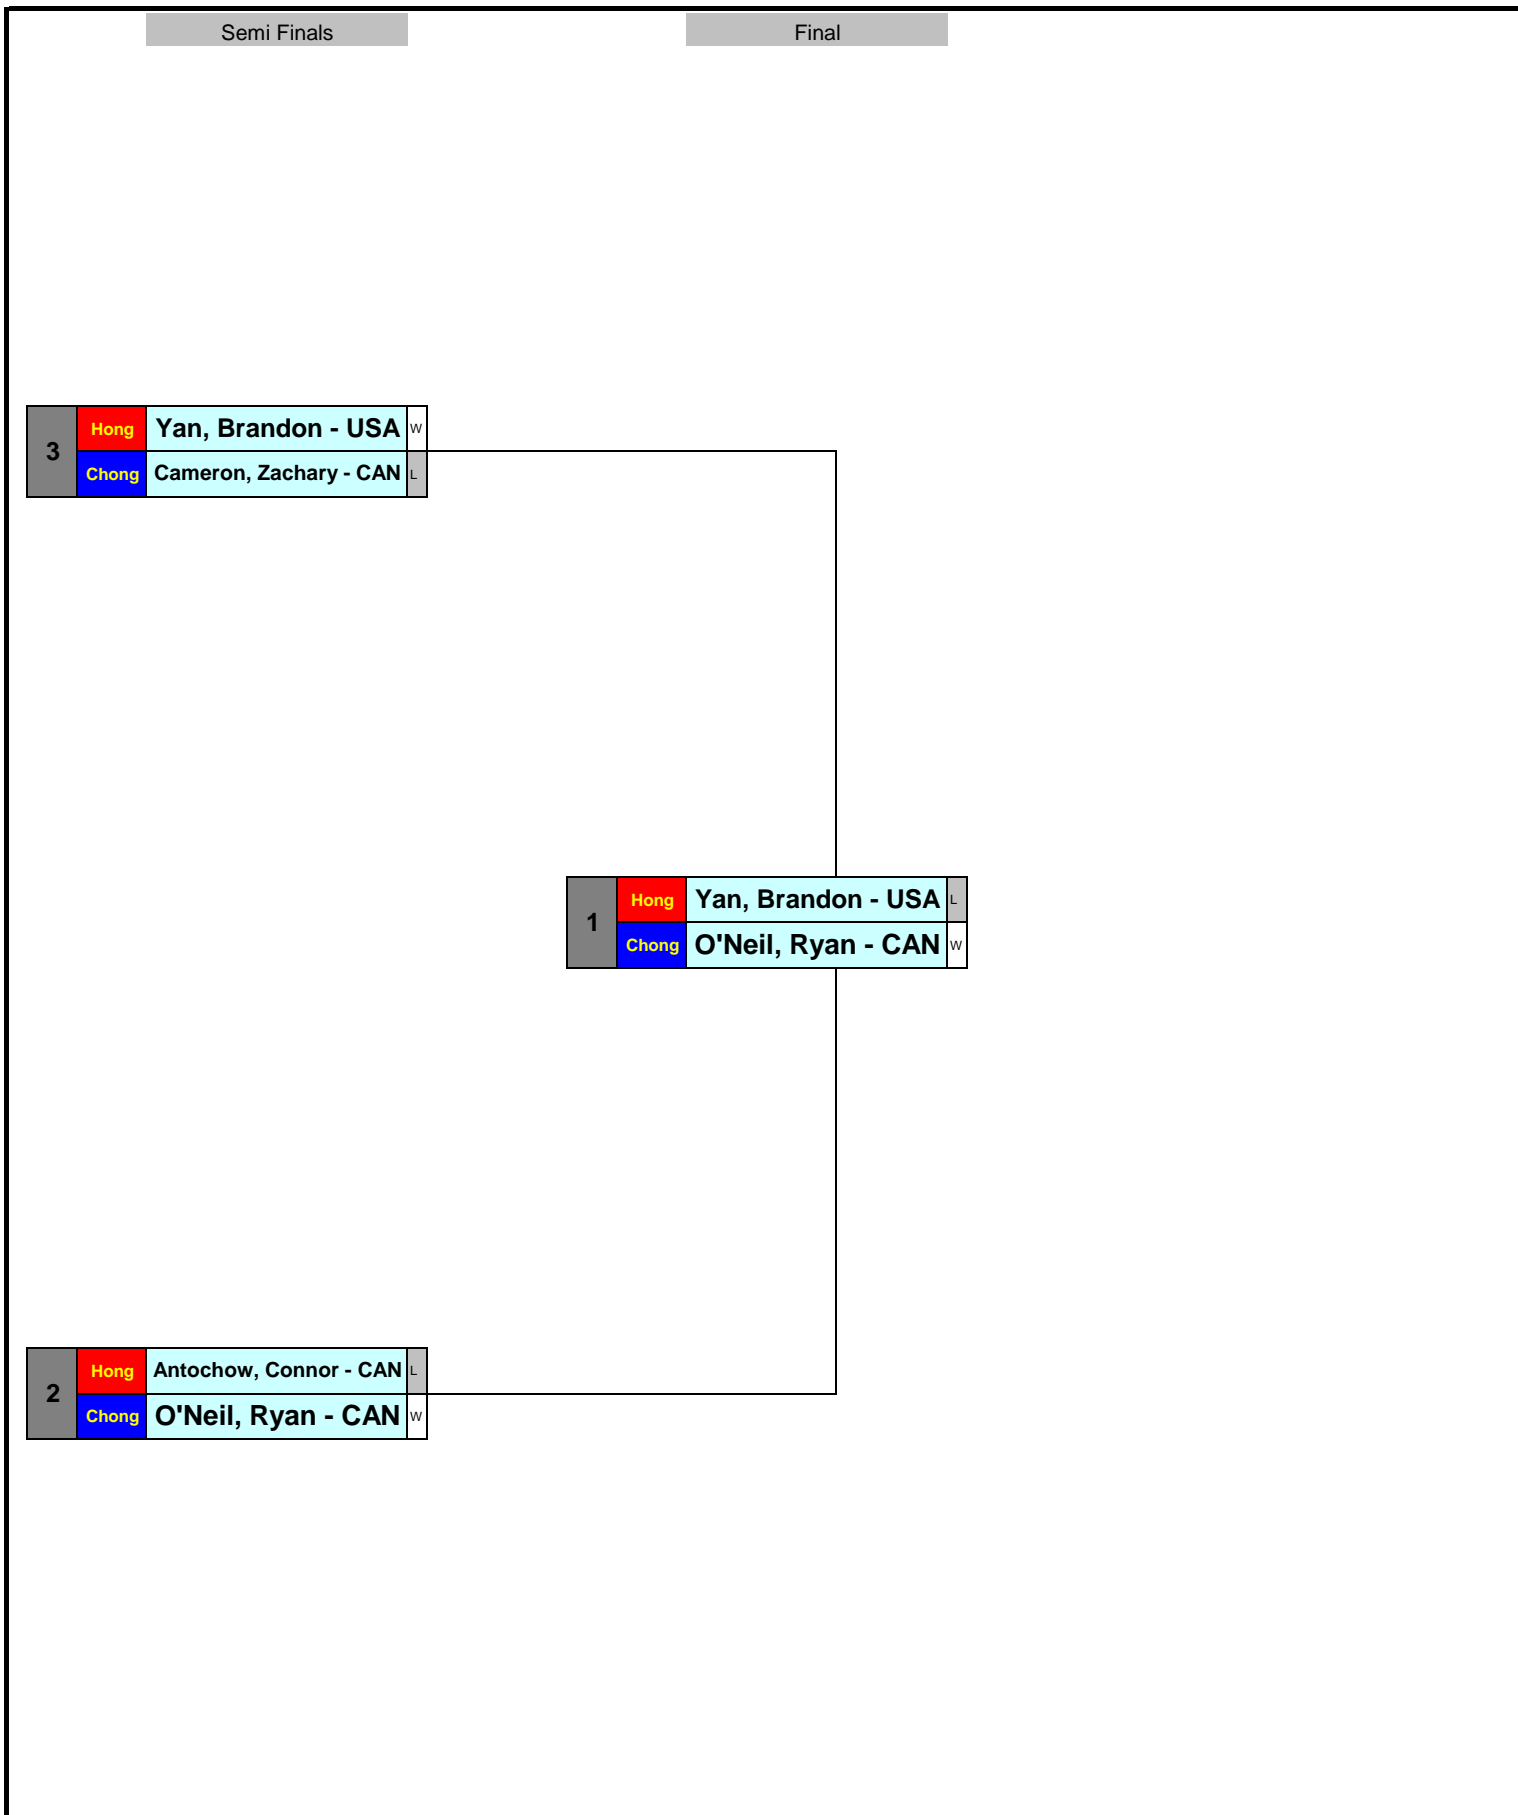 Semi Finals
Final
3
Hong
Yan, Brandon - USA
W
Chong
Cameron, Zachary - CAN
L
1
Hong
Yan, Brandon - USA
L
Chong
O'Neil, Ryan - CAN
W
2
Hong
Antochow, Connor - CAN
L
Chong
O'Neil, Ryan - CAN
W